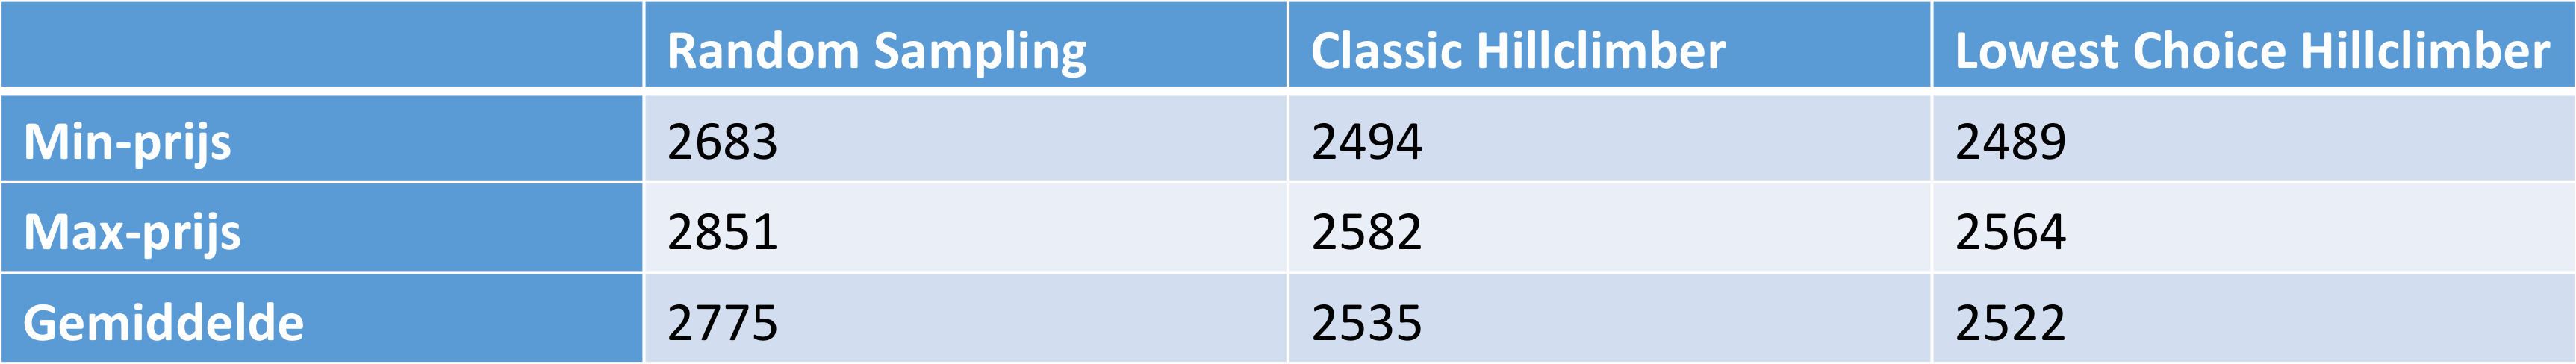 Random Sampling Classic Hillclimber Lowest Choice Hillclimber
Min-prijs 2683 2494 2489
Max-prijs 2851 2582 2564
Gemiddelde 2775 2535 2522